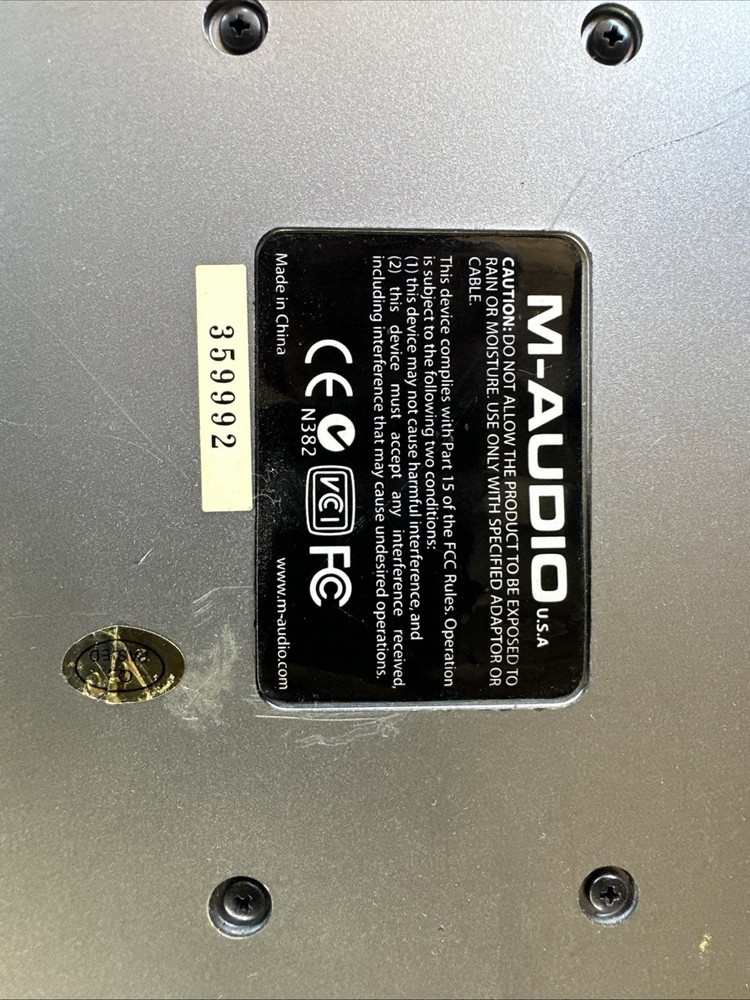 M-AUDIO U.S.A
CAUTION: DO NOT ALLOW THE PRODUCT TO BE EXPOSED TO
RAIN OR MOISTURE. USE ONLY WITH SPECIFIED ADAPTOR OR
CABLE.
This device complies with Part 15 of the FCC Rules. Operation
is subject to the following two conditions:
(1) this device may not cause harmful interference, and
(2) this device must accept any interference received,
including interference that may cause undesired operations.
CE N382 VCI FC
Made in China www.m-audio.com
359992